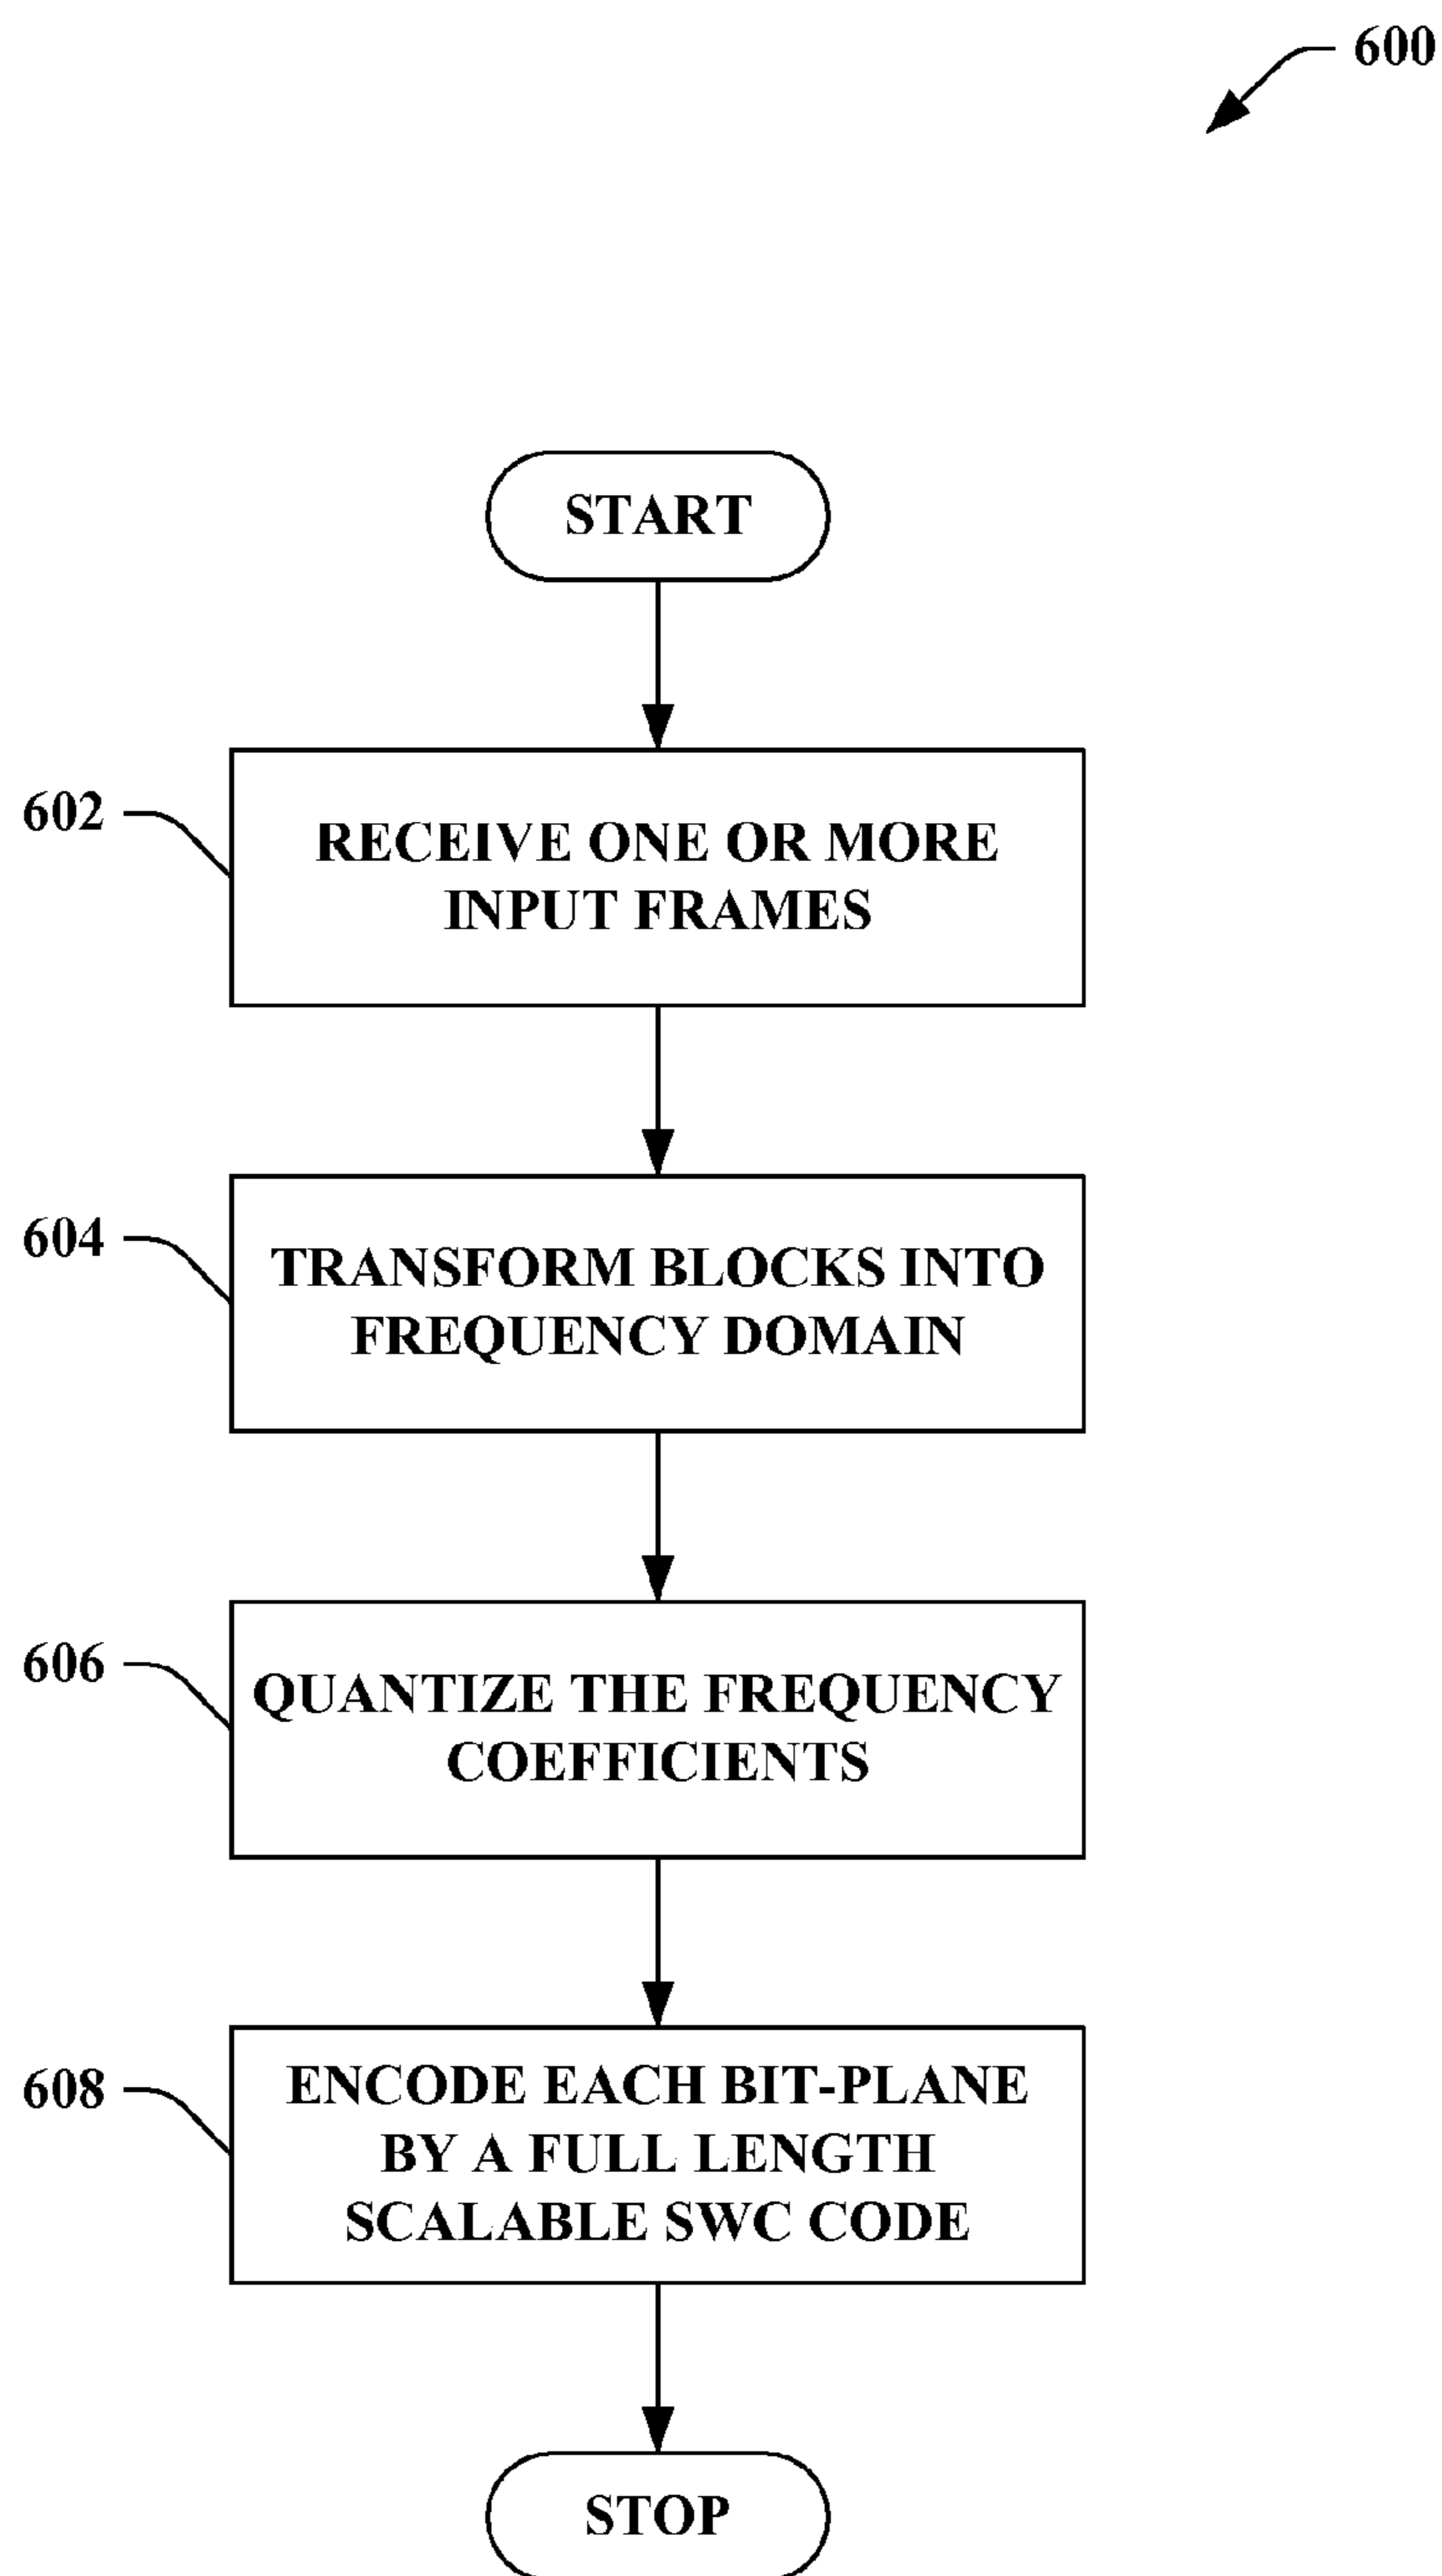 600
START
602
RECEIVE ONE OR MORE
INPUT FRAMES
604
TRANSFORM BLOCKS INTO
FREQUENCY DOMAIN
606
QUANTIZE THE FREQUENCY
COEFFICIENTS
608
ENCODE EACH BIT-PLANE
BY A FULL LENGTH
SCALABLE SWC CODE
STOP